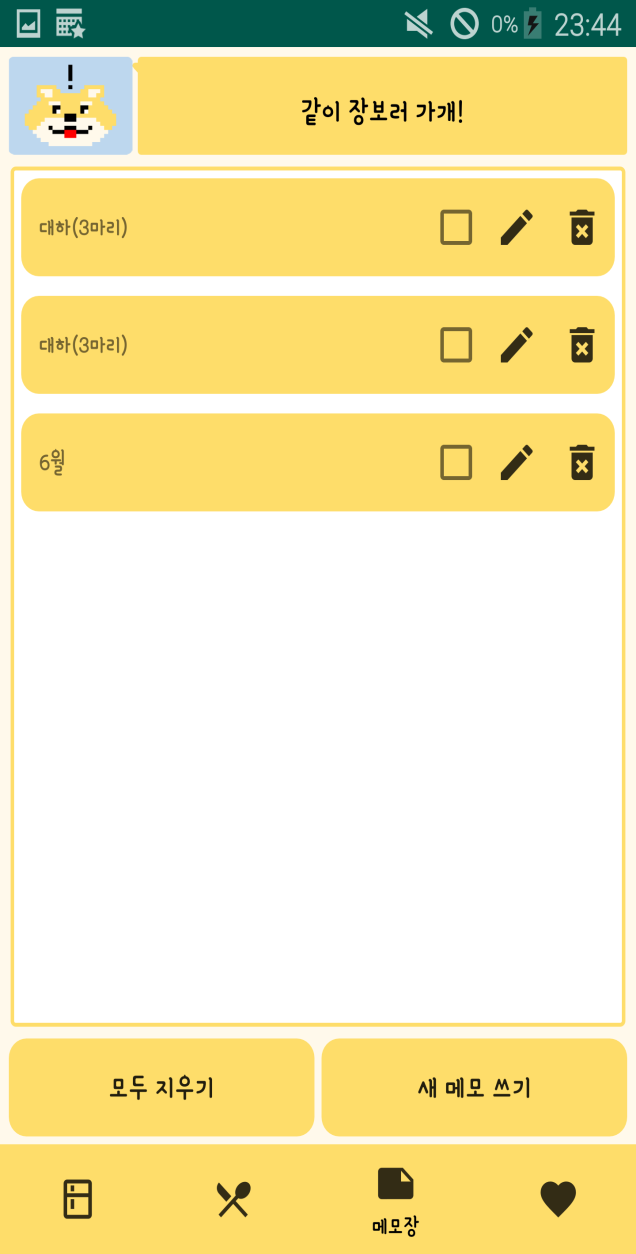 0% 23:44
!
같이 장보러 가개!
대하(3마리)
대하(3마리)
6월
모두 지우기
새 메모 쓰기
메모장